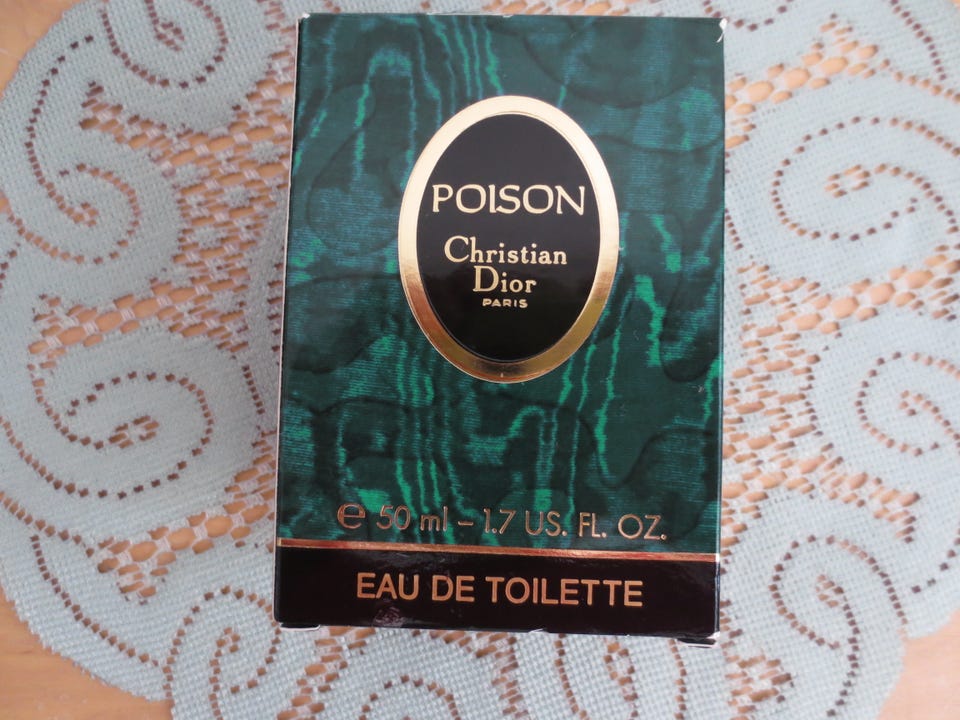 POISON
Christian
Dior
PARIS
℮ 50 ml – 1.7 US. FL. OZ.
EAU DE TOILETTE